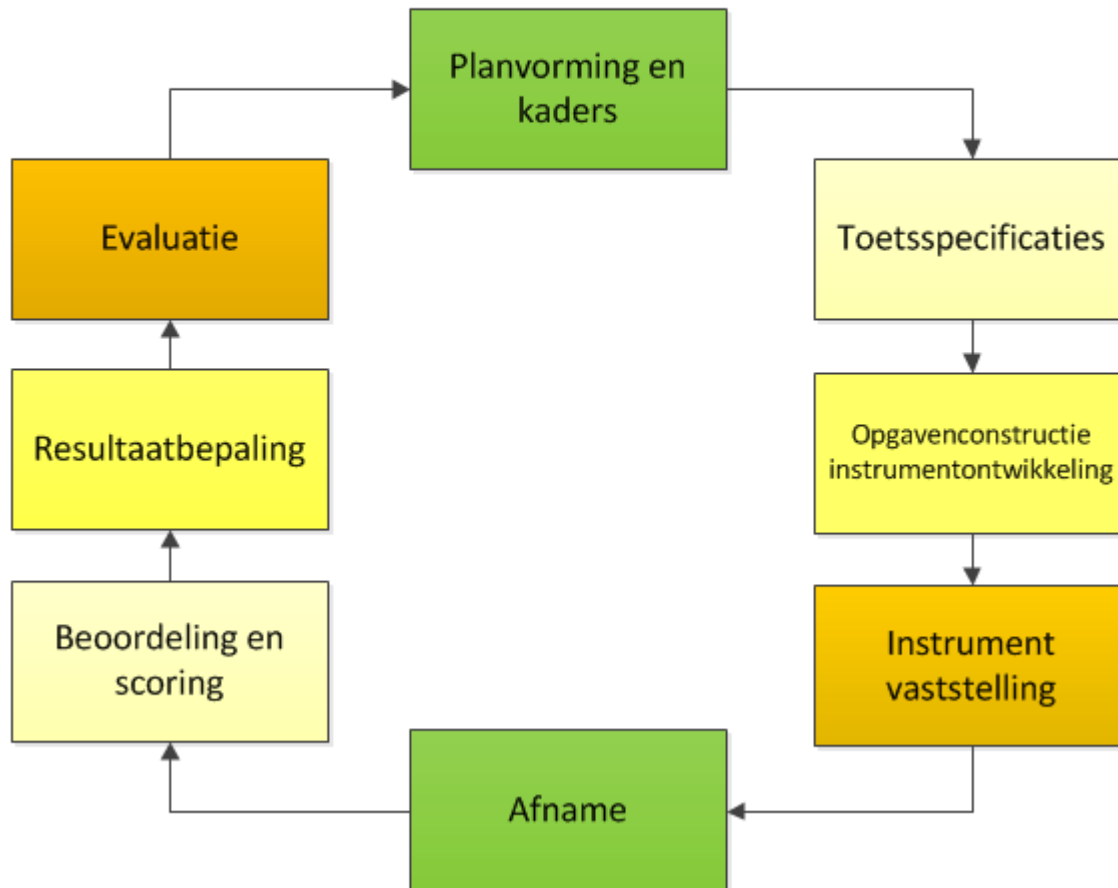 Planvorming en
kaders
Toetsspecificaties
Opgavenconstructie
instrumentontwikkeling
Instrument
vaststelling
Afname
Beoordeling en
scoring
Resultaatbepaling
Evaluatie